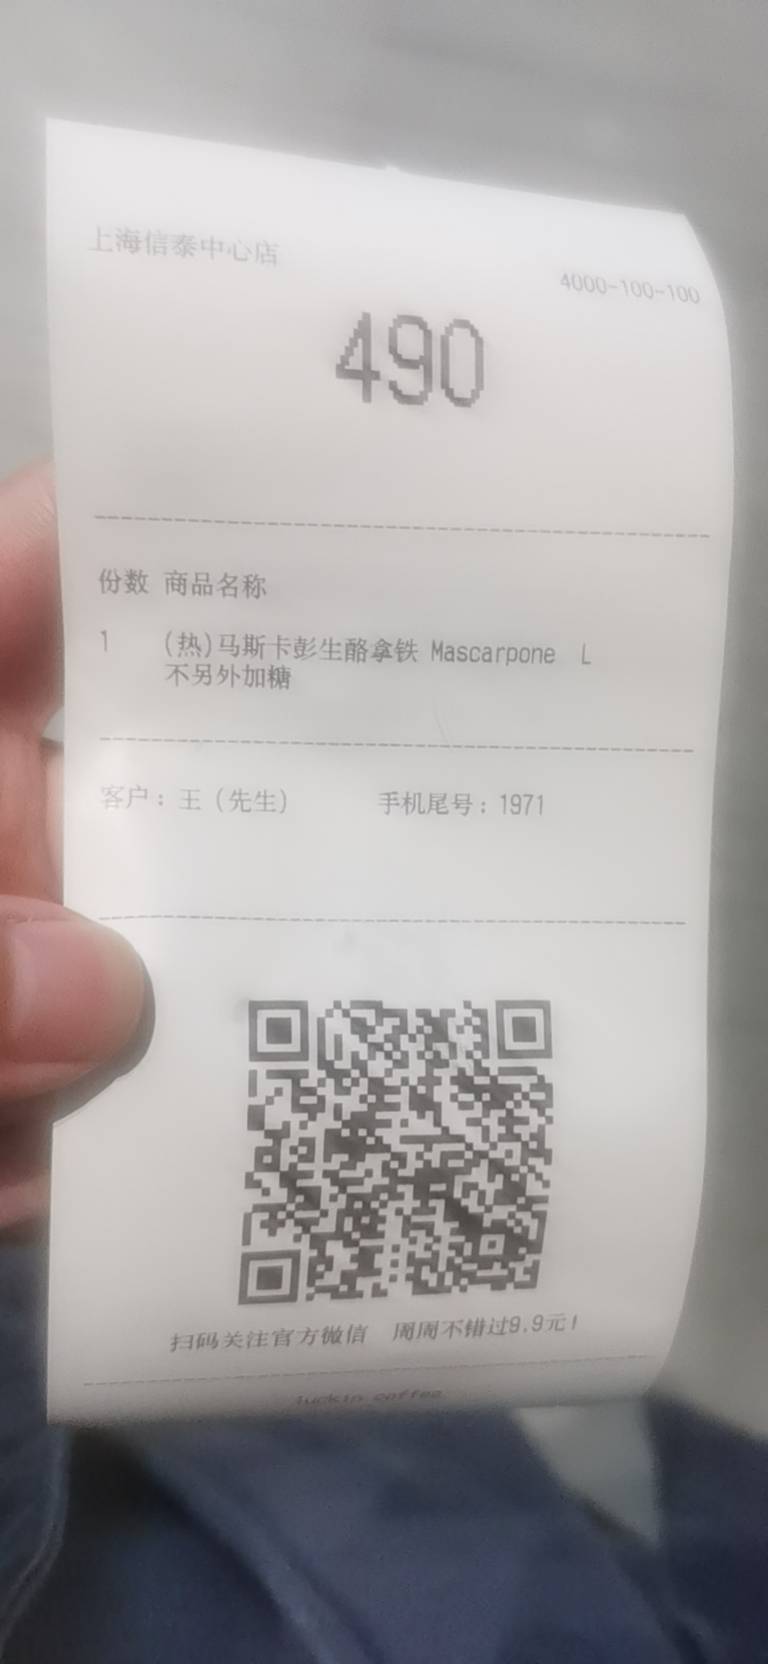 上海信泰中心店
4000-100-100
490
份数 商品名称
1 (热)马斯卡彭生酪拿铁 Mascarpone L
不另外加糖
客户：王（先生） 手机尾号：1971
扫码关注官方微信 周周不错过9.9元!
luckin coffee